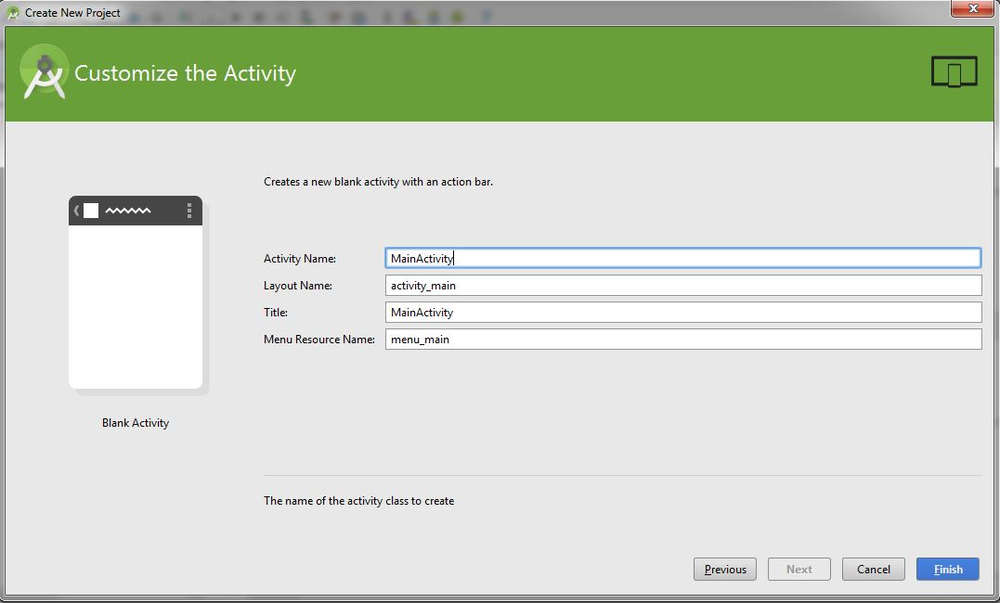 Create New Project
Customize the Activity
Creates a new blank activity with an action bar.
Activity Name: MainActivity
Layout Name: activity_main
Title: MainActivity
Menu Resource Name: menu_main
Blank Activity
The name of the activity class to create
Previous Next Cancel Finish